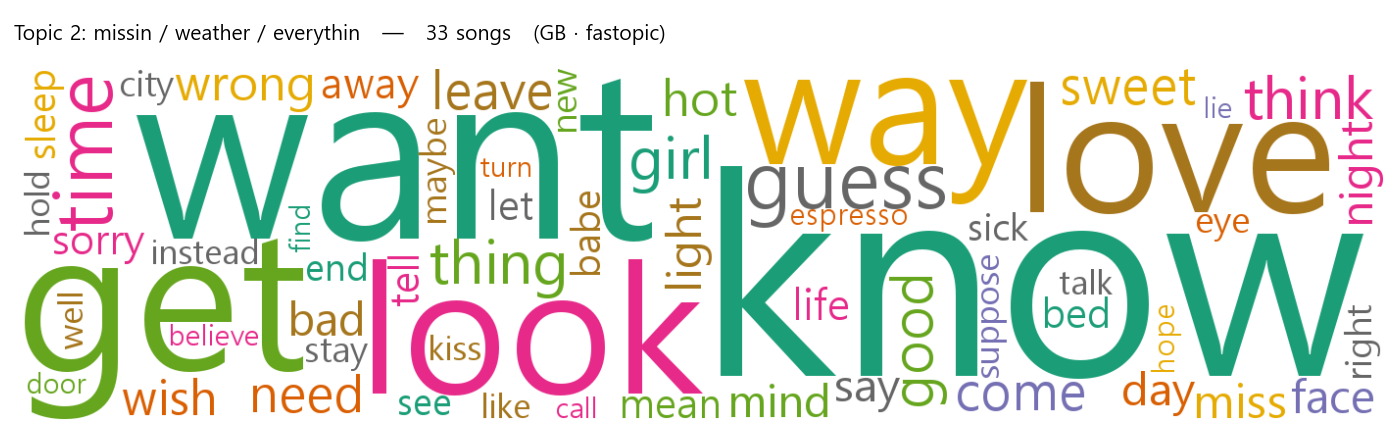 Topic 2: missin / weather / everythin — 33 songs (GB · fastopic)
sleep
time
city
wrong
away
leave
new
hot
way
love
sweet
lie
think
night
want
maybe
turn
let
girl
babe
light
guess
espresso
sick
eye
hold
sorry
instead
find
end
get
well
believe
bad
stay
tell
thing
look
kiss
know
life
good
suppose
talk
bed
hope
right
door
wish
need
see
like
call
mean
mind
say
come
day
miss
face